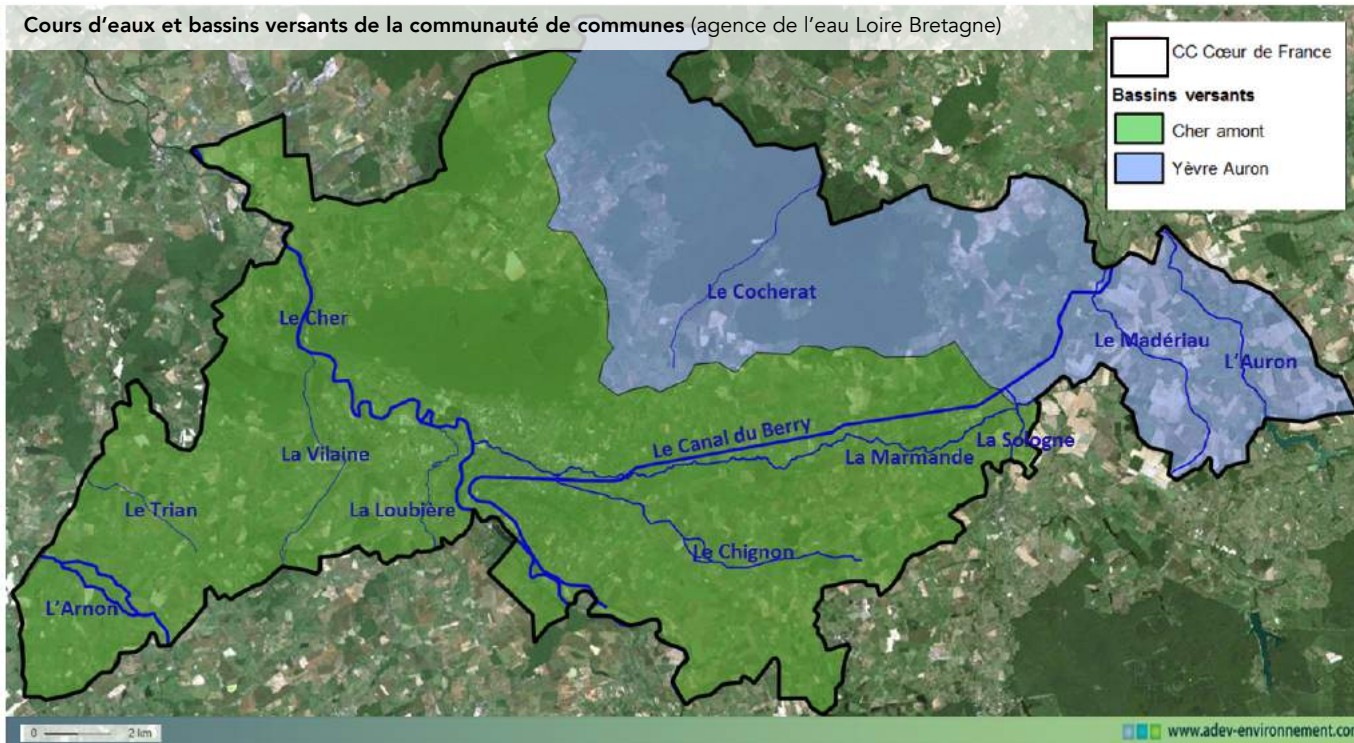 Cours d'eaux et bassins versants de la communauté de communes (agence de l'eau Loire Bretagne)
CC Cœur de France
Bassins versants
Cher amont
Yèvre Auron
Le Cocherat
Le Cher
Le Madériau
L'Auron
Le Canal du Berry
La Sologne
La Vilaine
La Marmande
Le Trian
La Loubière
Le Chignon
L'Arnon
0 2 km
www.adev-environnement.com